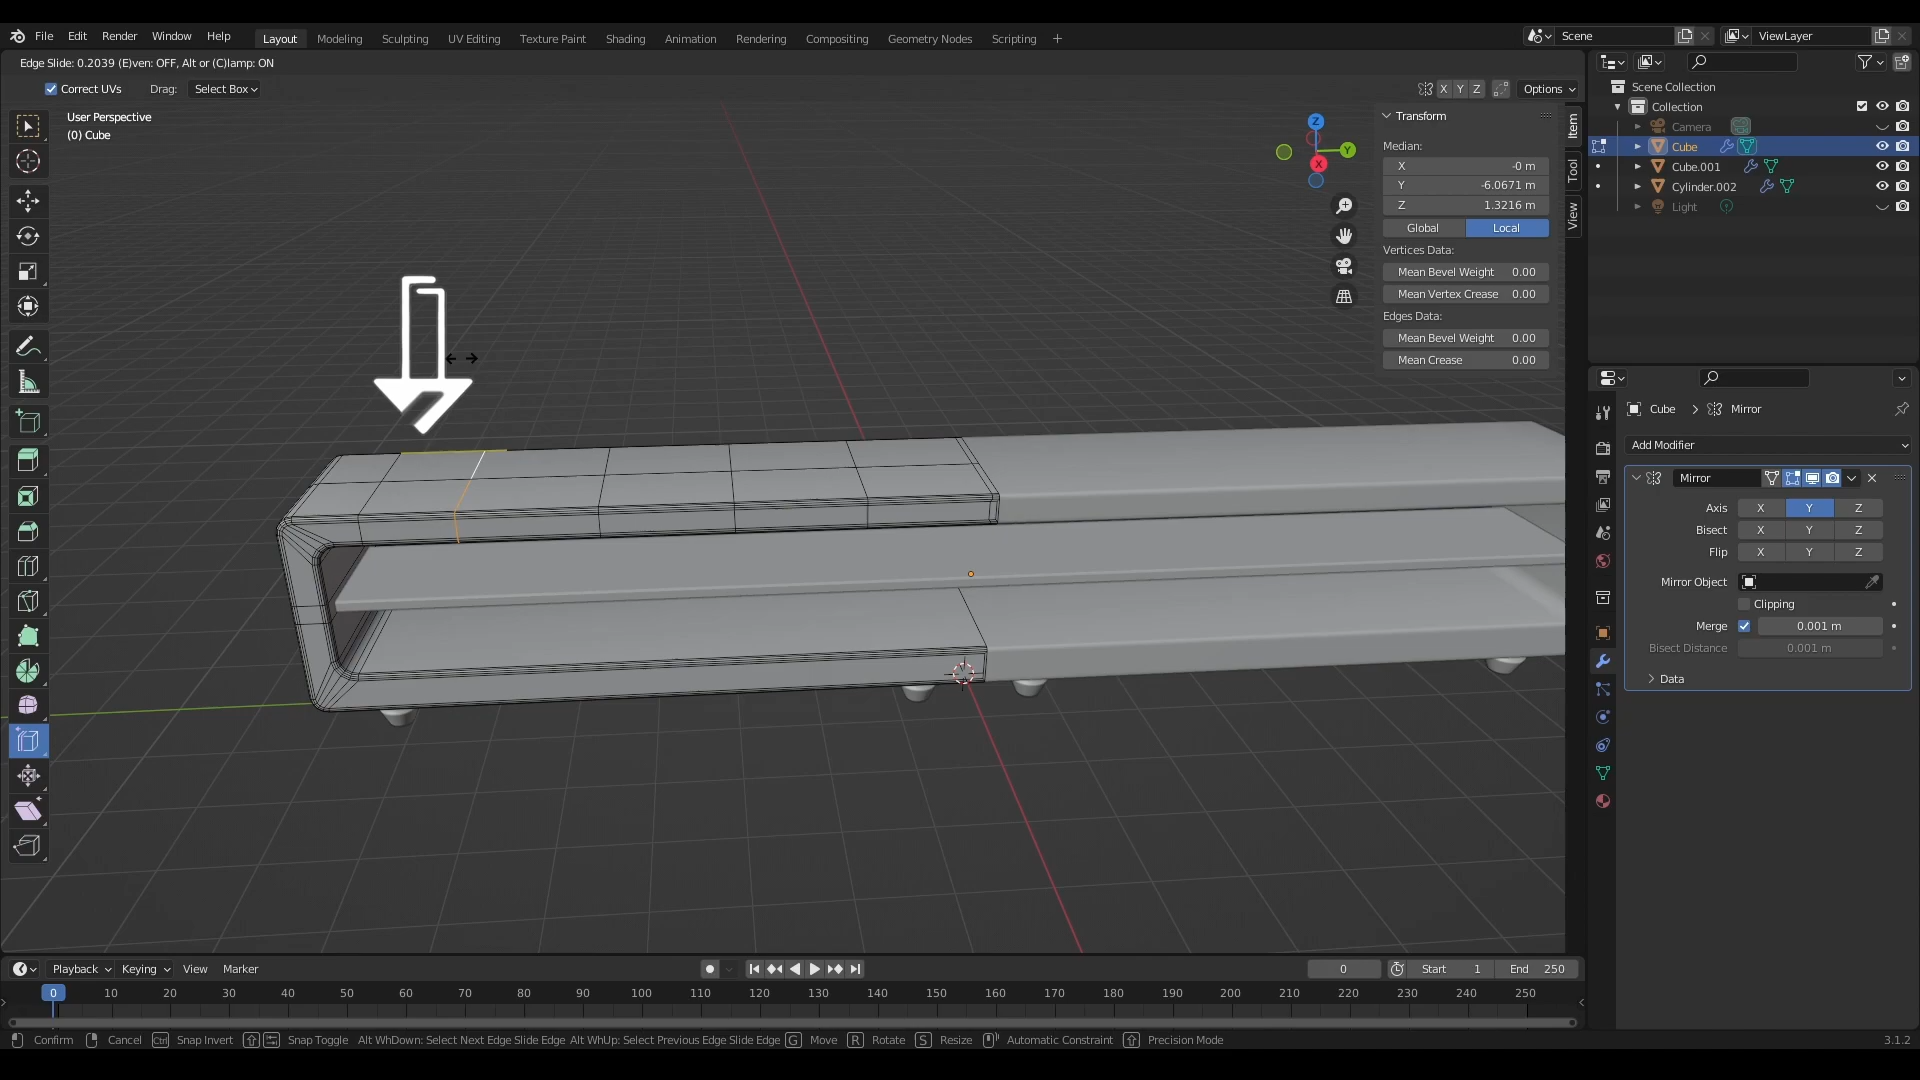 File Edit Render Window Help Layout Modeling Sculpting UV Editing Texture Paint Shading Animation Rendering Compositing Geometry Nodes Scripting + Scene ViewLayer
Edge Slide: 0.2039 (E)ven: OFF, Alt or (C)lamp: ON
Correct UVs Drag: Select Box X Y Z Options
User Perspective
(0) Cube
Z
Y
X
Transform
Median:
X -0 m
Y -6.0671 m
Z 1.3216 m
Global Local
Vertices Data:
Mean Bevel Weight 0.00
Mean Vertex Crease 0.00
Edges Data:
Mean Bevel Weight 0.00
Mean Crease 0.00
Item
Tool
View
Scene Collection
Collection
Camera
Cube
Cube.001
Cylinder.002
Light
Cube > Mirror
Add Modifier
Mirror
Axis X Y Z
Bisect X Y Z
Flip X Y Z
Mirror Object
Clipping
Merge 0.001 m
Bisect Distance 0.001 m
Data
Playback Keying View Marker 0 Start 1 End 250
0 10 20 30 40 50 60 70 80 90 100 110 120 130 140 150 160 170 180 190 200 210 220 230 240 250
Confirm Cancel Ctrl Snap Invert Snap Toggle Alt WhDown: Select Next Edge Slide Edge Alt WhUp: Select Previous Edge Slide Edge G Move R Rotate S Resize Automatic Constraint Precision Mode 3.1.2